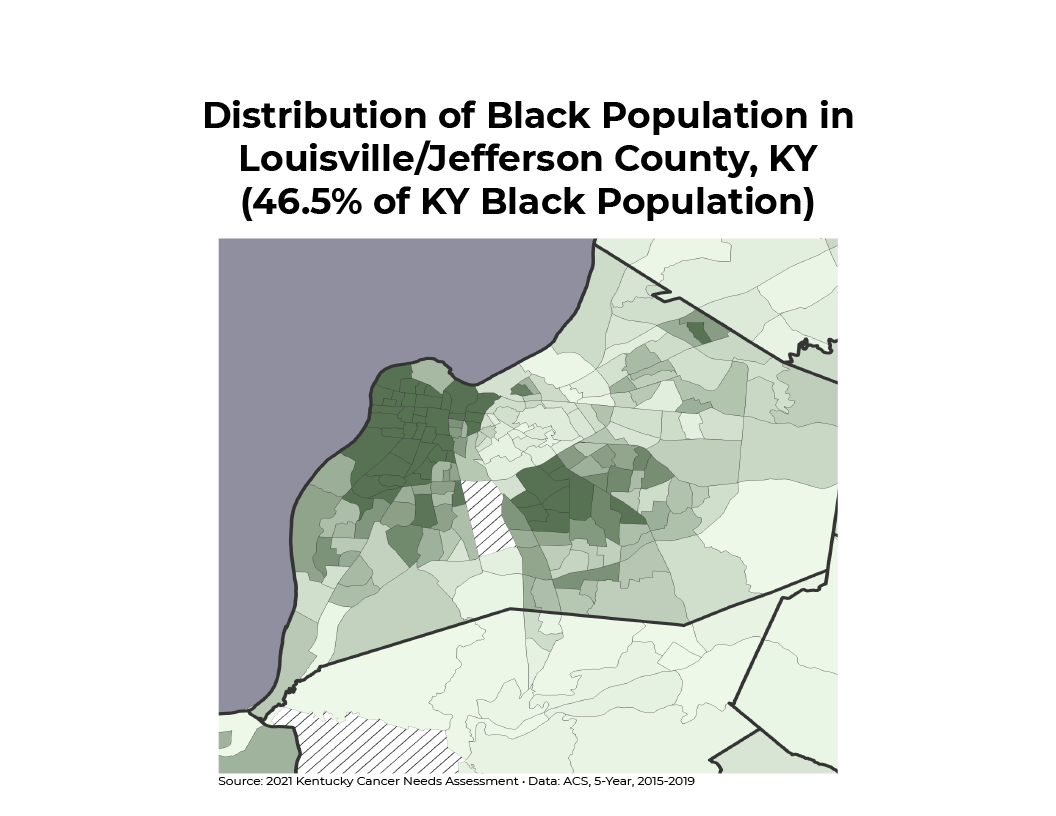 Distribution of Black Population in
Louisville/Jefferson County, KY
(46.5% of KY Black Population)
Source: 2021 Kentucky Cancer Needs Assessment • Data: ACS, 5-Year, 2015-2019